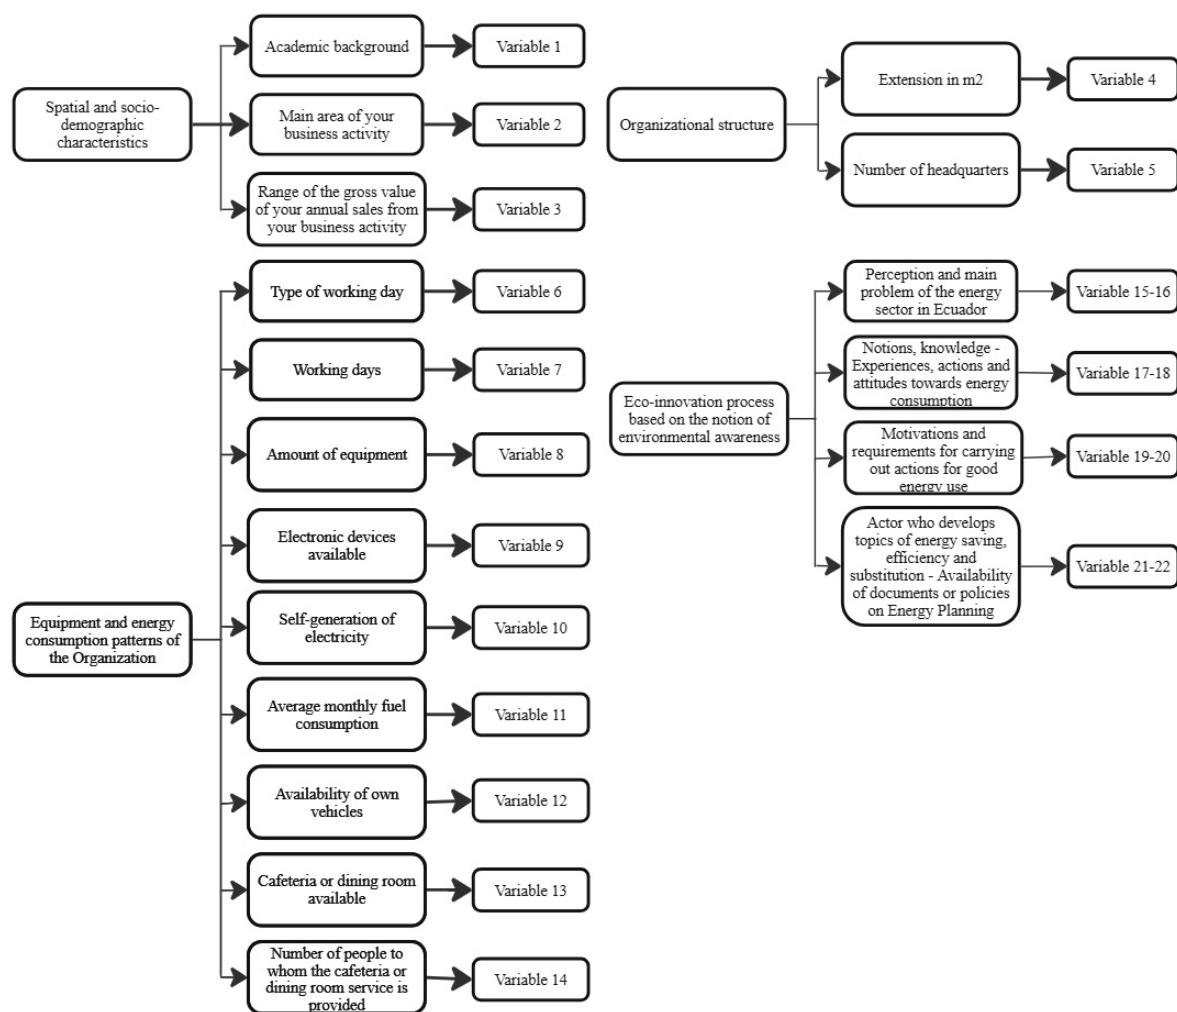 Spatial and socio-
demographic
characteristics
Academic background
Variable 1
Main area of your
business activity
Variable 2
Range of the gross value
of your annual sales from
your business activity
Variable 3
Organizational structure
Extension in m2
Variable 4
Number of headquarters
Variable 5
Equipment and energy
consumption patterns of
the Organization
Type of working day
Variable 6
Working days
Variable 7
Amount of equipment
Variable 8
Electronic devices
available
Variable 9
Self-generation of
electricity
Variable 10
Average monthly fuel
consumption
Variable 11
Availability of own
vehicles
Variable 12
Cafeteria or dining room
available
Variable 13
Number of people to
whom the cafeteria or
dining room service is
provided
Variable 14
Eco-innovation process
based on the notion of
environmental awareness
Perception and main
problem of the energy
sector in Ecuador
Variable 15-16
Notions, knowledge -
Experiences, actions and
attitudes towards energy
consumption
Variable 17-18
Motivations and
requirements for carrying
out actions for good
energy use
Variable 19-20
Actor who develops
topics of energy saving,
efficiency and
substitution - Availability
of documents or policies
on Energy Planning
Variable 21-22